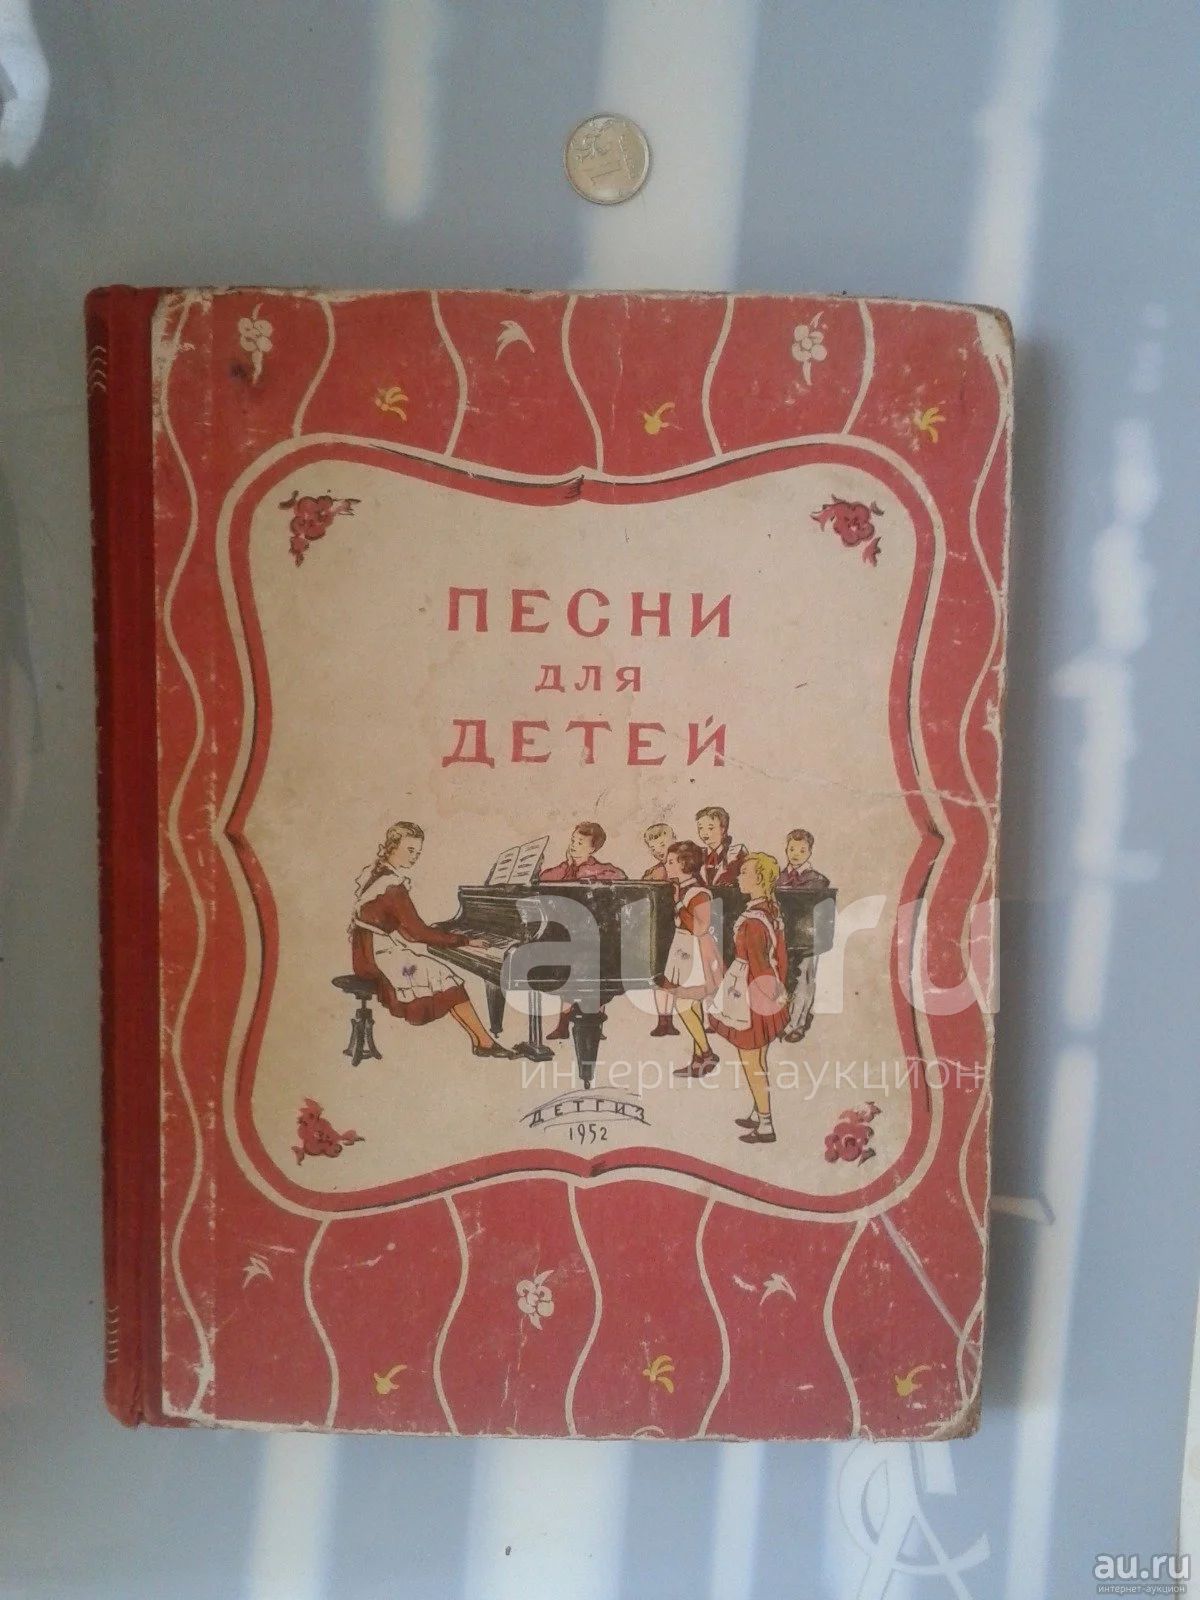 ПЕСНИ
ДЛЯ
ДЕТЕЙ
au.ru
интернет-аукцион
ДЕТГИЗ
1952
au.ru
интернет-аукцион